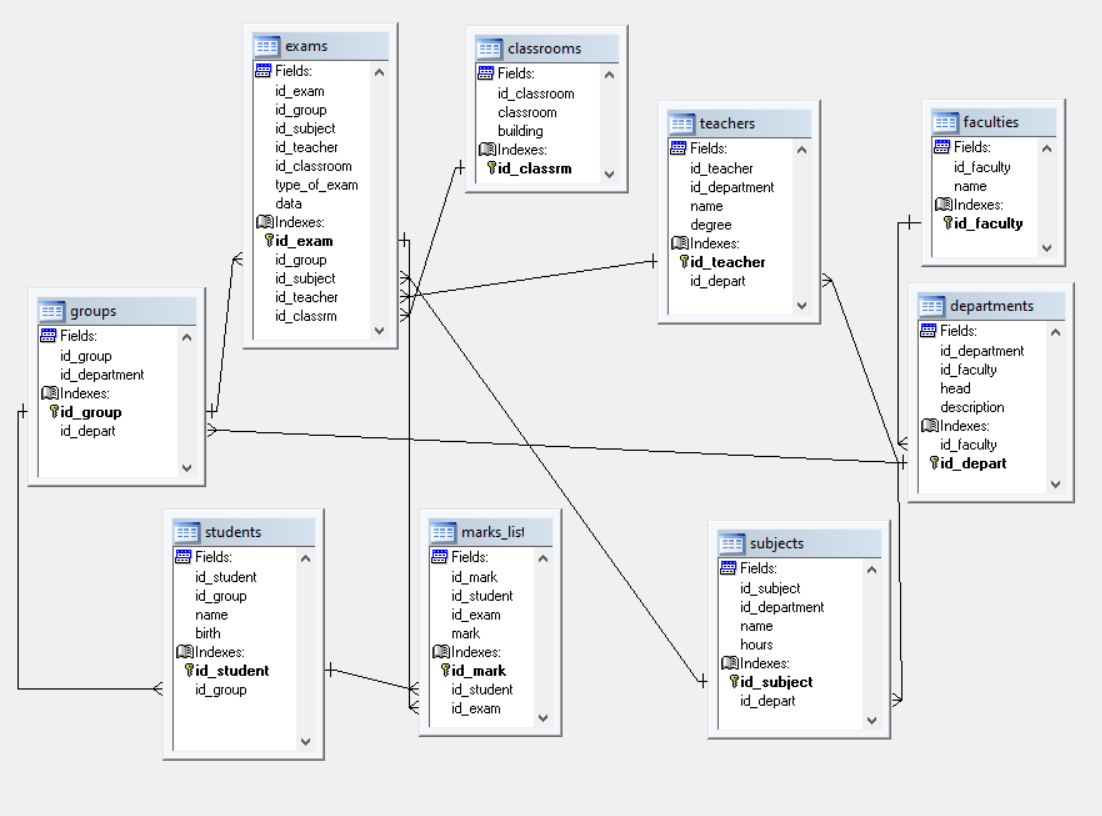 exams
Fields:
id_exam
id_group
id_subject
id_teacher
id_classroom
type_of_exam
data
Indexes:
id_exam
id_group
id_subject
id_teacher
id_classrm
classrooms
Fields:
id_classroom
classroom
building
Indexes:
id_classrm
teachers
Fields:
id_teacher
id_department
name
degree
Indexes:
id_teacher
id_depart
faculties
Fields:
id_faculty
name
Indexes:
id_faculty
groups
Fields:
id_group
id_department
Indexes:
id_group
id_depart
departments
Fields:
id_department
id_faculty
head
description
Indexes:
id_faculty
id_depart
students
Fields:
id_student
id_group
name
birth
Indexes:
id_student
id_group
marks_list
Fields:
id_mark
id_student
id_exam
mark
Indexes:
id_mark
id_student
id_exam
subjects
Fields:
id_subject
id_department
name
hours
Indexes:
id_subject
id_depart